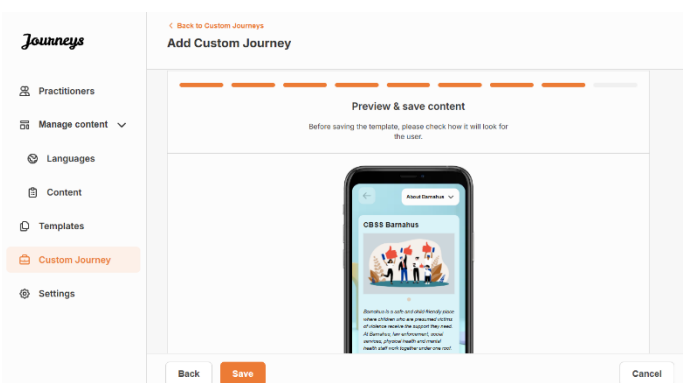 Journeys
Practitioners
Manage content
Languages
Content
Templates
Custom Journey
Settings
Back to Custom Journeys
Add Custom Journey
Preview & save content
Before saving the template, please check how it will look for
the user.
About Barnahus
CBSS Barnahus
Barnahus is a safe and child friendly space
where children who are presumed victims
of violence receive the support they need.
At Barnahus, law enforcement, social
services, physical health and mental
health staff work together under one roof.
Back
Save
Cancel